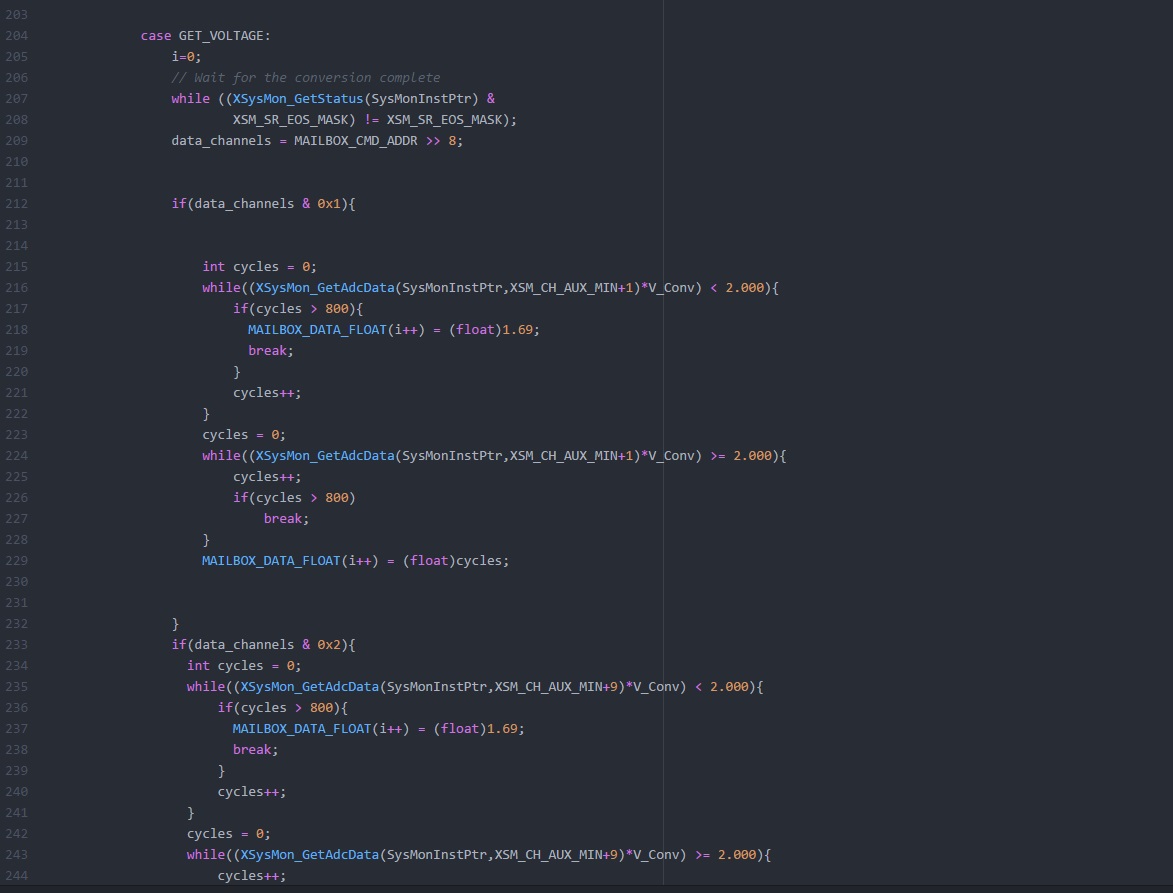 203
204 case GET_VOLTAGE:
205 i=0;
206 // Wait for the conversion complete
207 while ((XSysMon_GetStatus(SysMonInstPtr) &
208 XSM_SR_EOS_MASK) != XSM_SR_EOS_MASK);
209 data_channels = MAILBOX_CMD_ADDR >> 8;
210
211
212 if(data_channels & 0x1){
213
214
215 int cycles = 0;
216 while((XSysMon_GetAdcData(SysMonInstPtr,XSM_CH_AUX_MIN+1)*V_Conv) < 2.000){
217 if(cycles > 800){
218 MAILBOX_DATA_FLOAT(i++) = (float)1.69;
219 break;
220 }
221 cycles++;
222 }
223 cycles = 0;
224 while((XSysMon_GetAdcData(SysMonInstPtr,XSM_CH_AUX_MIN+1)*V_Conv) >= 2.000){
225 cycles++;
226 if(cycles > 800)
227 break;
228 }
229 MAILBOX_DATA_FLOAT(i++) = (float)cycles;
230
231
232 }
233 if(data_channels & 0x2){
234 int cycles = 0;
235 while((XSysMon_GetAdcData(SysMonInstPtr,XSM_CH_AUX_MIN+9)*V_Conv) < 2.000){
236 if(cycles > 800){
237 MAILBOX_DATA_FLOAT(i++) = (float)1.69;
238 break;
239 }
240 cycles++;
241 }
242 cycles = 0;
243 while((XSysMon_GetAdcData(SysMonInstPtr,XSM_CH_AUX_MIN+9)*V_Conv) >= 2.000){
244 cycles++;